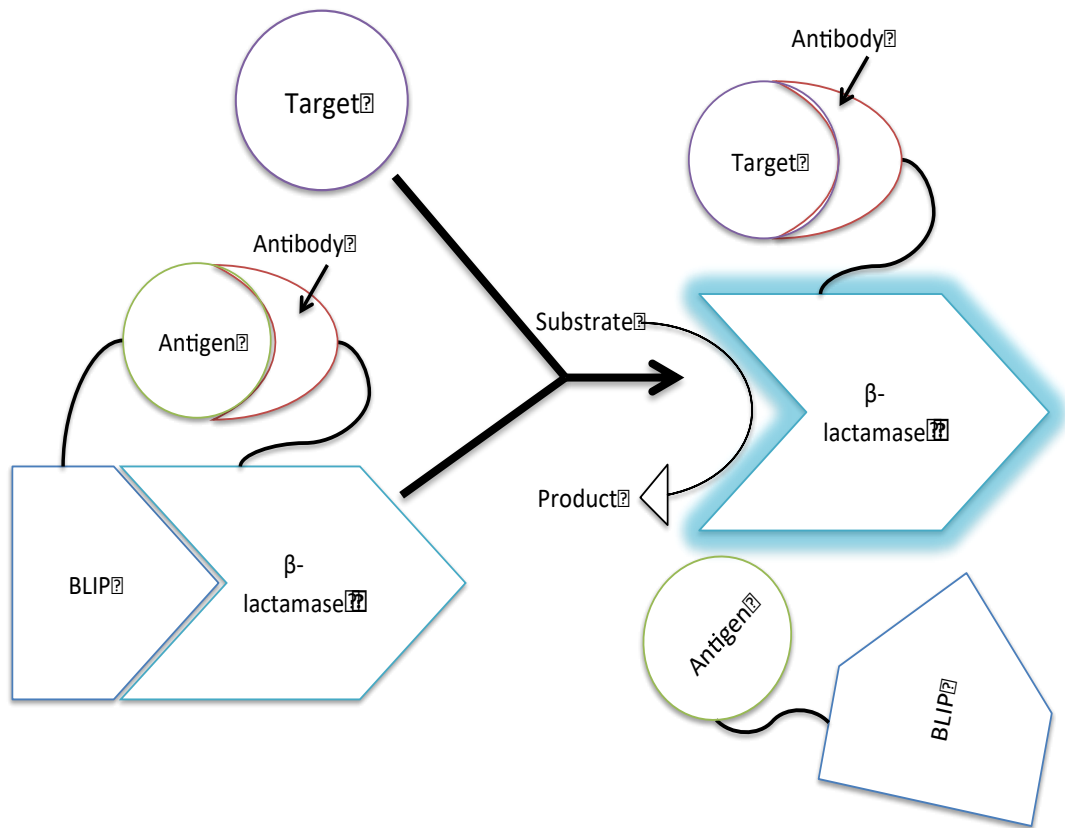 Target
Antibody
Antigen
BLIP
β-
lactamase
Antibody
Target
Substrate
Product
β-
lactamase
Antigen
BLIP